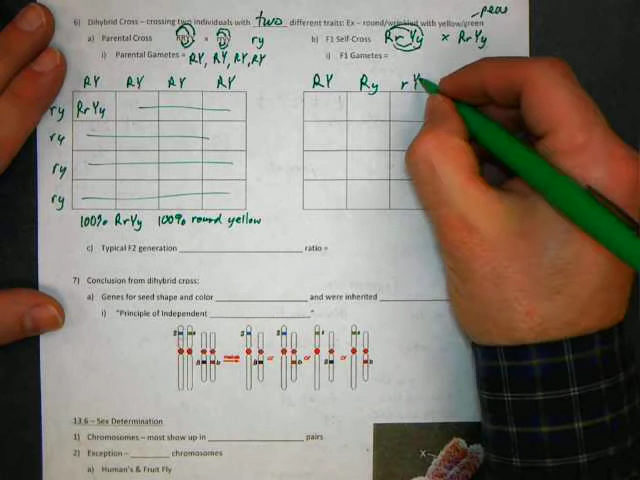 peas
6) Dihybrid Cross – crossing two individuals with two different traits: Ex – round/wrinkled with yellow/green
a) Parental Cross x ry
b) F1 Self-Cross RrYy x RrYy
i) Parental Gametes = RY, RY, RY, RY
i) F1 Gametes =
RY RY RY RY
RY Ry rY
ry RrYy
ry
ry
ry
100% RrYy 100% round yellow
c) Typical F2 generation ratio =
7) Conclusion from dihybrid cross:
a) Genes for seed shape and color and were inherited
i) "Principle of Independent "
or or or
13.6 – Sex Determination
1) Chromosomes – most show up in pairs
2) Exception – chromosomes
a) Human's & Fruit Fly
X